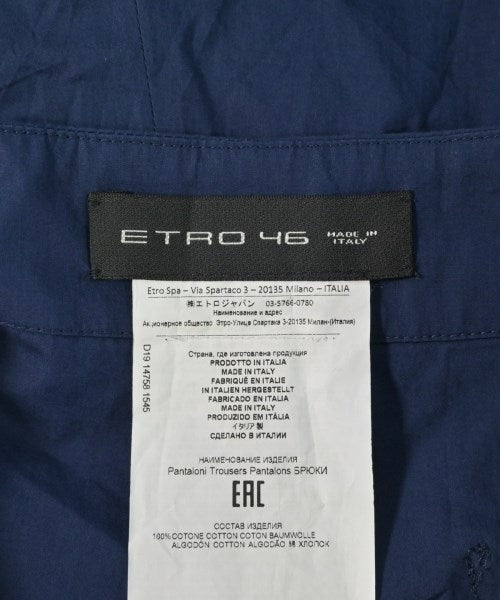 ETRO 46 MADE IN ITALY
Etro Spa – Via Spartaco 3 – 20135 Milano – ITALIA
㈱エトロジャパン 03-5766-0780
Наименование и адрес
Акционерное общество Этро-Улица Спартака 3-20135 Милан-(Италия)
D19 14758 1545
Страна, где изготовлена продукция
PRODOTTO IN ITALIA
MADE IN ITALY
FABRIQUÉ EN ITALIE
IN ITALIEN HERGESTELLT
FABRICADO EN ITALIA
MADE IN ITALY
PRODUZIDO EM ITÁLIA
イタリア製
СДЕЛАНО В ИТАЛИИ
НАИМЕНОВАНИЕ ИЗДЕЛИЯ
Pantaloni Trousers Pantalons БРЮКИ
EAC
СОСТАВ ИЗДЕЛИЯ
100% COTONE COTTON COTON BAUMWOLLE
ALGODÓN COTTON ALGODÃO 綿 ХЛОПОК